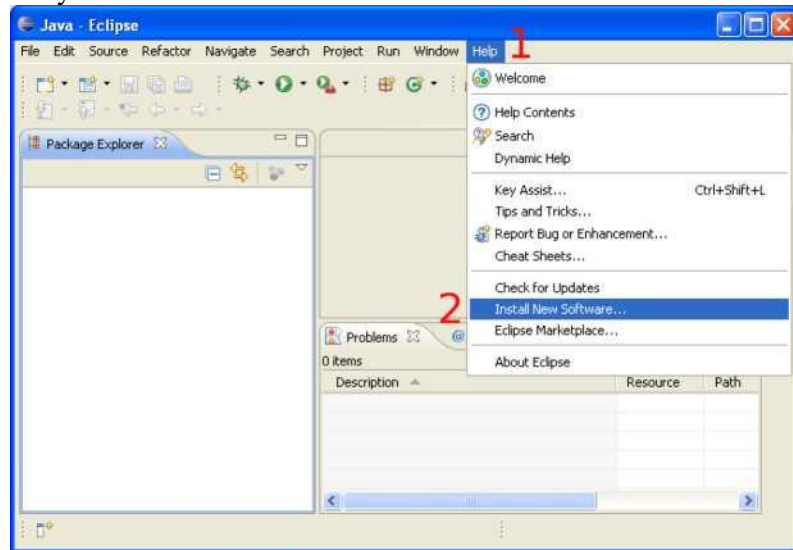 Java - Eclipse
File Edit Source Refactor Navigate Search Project Run Window Help
1
Welcome
Help Contents
Search
Dynamic Help
Key Assist... Ctrl+Shift+L
Tips and Tricks...
Report Bug or Enhancement...
Cheat Sheets...
Check for Updates
2
Install New Software...
Eclipse Marketplace...
About Eclipse
Package Explorer
Problems @
0 items
Description Resource Path